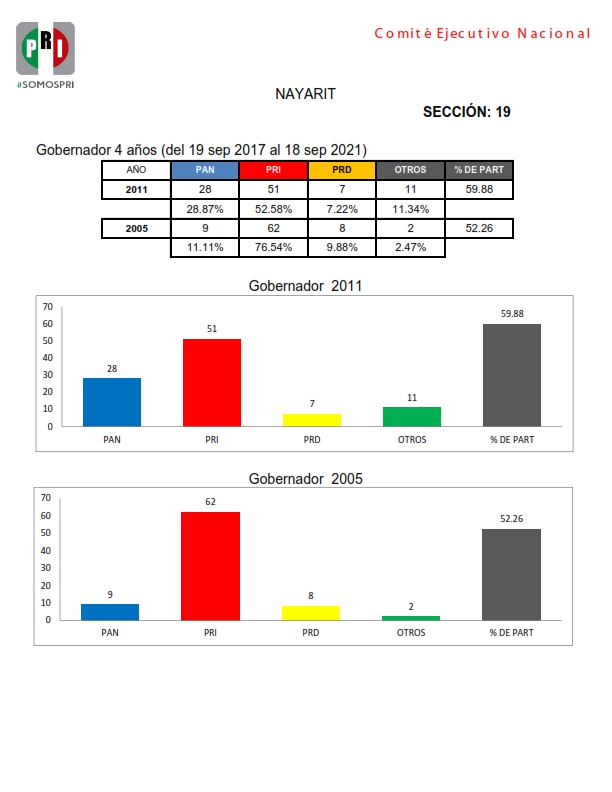 Comité Ejecutivo Nacional
PRI
#SOMOSPRI
NAYARIT
SECCIÓN: 19
Gobernador 4 años (del 19 sep 2017 al 18 sep 2021)
AÑO PAN PRI PRD OTROS % DE PART
2011 28 51 7 11 59.88
28.87% 52.58% 7.22% 11.34%
2005 9 62 8 2 52.26
11.11% 76.54% 9.88% 2.47%
Gobernador 2011
70
60
50
40
30
20
10
0
28
51
7
11
59.88
PAN PRI PRD OTROS % DE PART
Gobernador 2005
70
60
50
40
30
20
10
0
9
62
8
2
52.26
PAN PRI PRD OTROS % DE PART